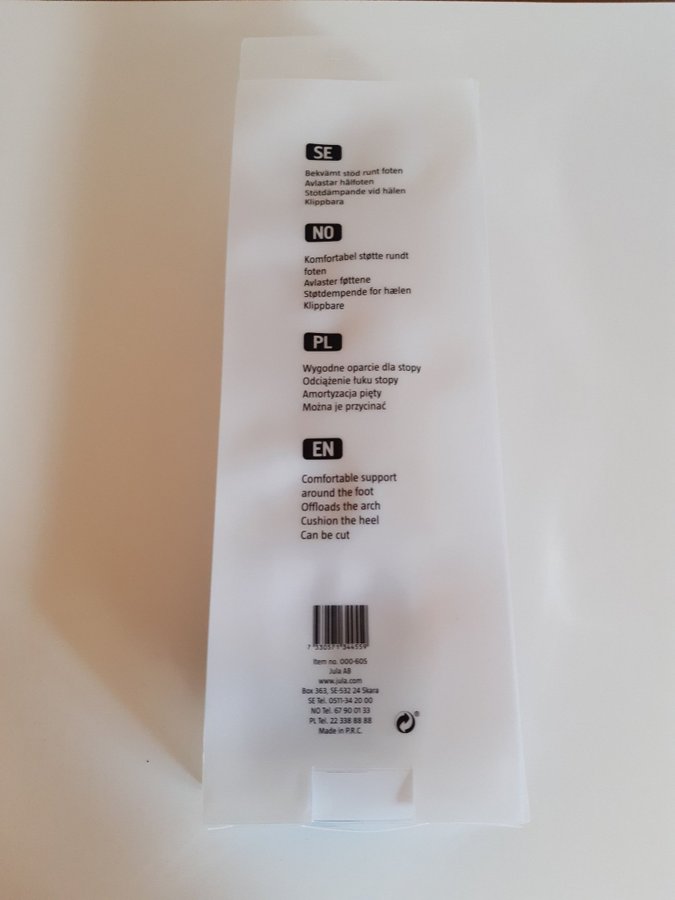 SE
Bekvämt stöd runt foten
Avlastar hålfoten
Stötdämpande vid hälen
Klippbara
NO
Komfortabel støtte rundt
foten
Avlaster føttene
Støtdempende for hælen
Klippbare
PL
Wygodne oparcie dla stopy
Odciążenie łuku stopy
Amortyzacja pięty
Można je przycinać
EN
Comfortable support
around the foot
Offloads the arch
Cushion the heel
Can be cut
7 330571 344559
Item no. 000-605
Jula AB
www.jula.com
Box 363, SE-532 24 Skara
SE Tel. 0511-34 20 00
NO Tel. 67 90 01 33
PL Tel. 22 338 88 88
Made in P.R.C.
®